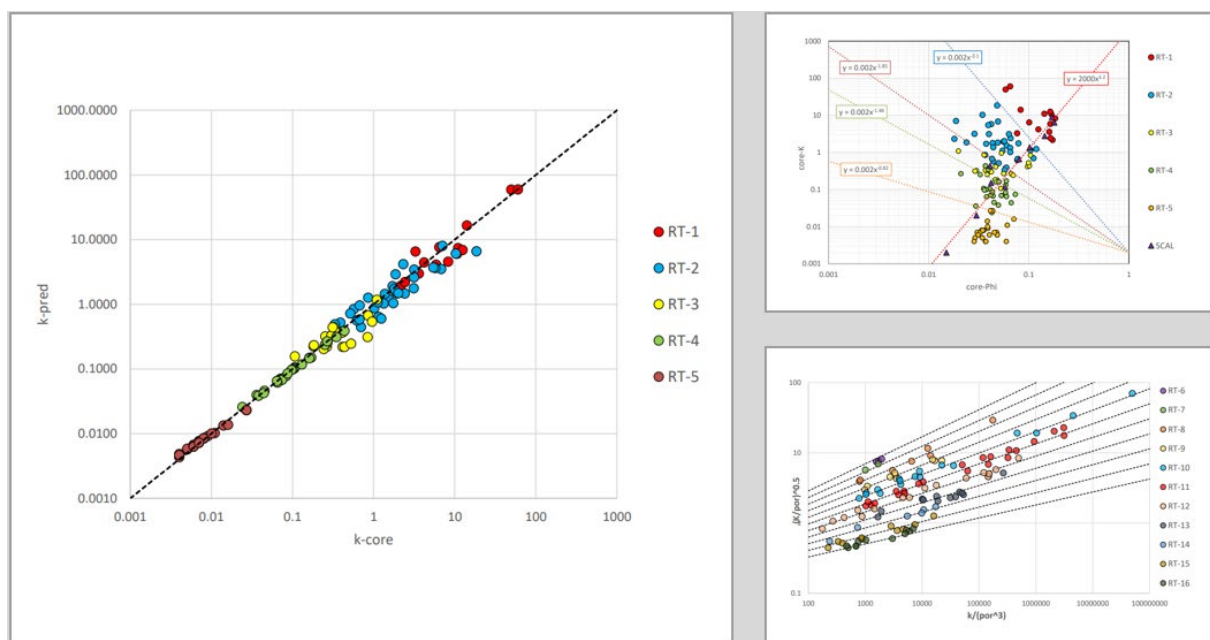 1000.0000
100.0000
10.0000
1.0000
0.1000
0.0100
0.0010
k-pred
0.001
0.01
0.1
1
10
100
1000
k-core
RT-1
RT-2
RT-3
RT-4
RT-5
1000
100
10
1
0.1
0.01
0.001
core-K
y = 0.002x
y = 0.002x
y = 0.002x
y = 0.002x
y = 2000x
0.001
0.01
0.1
1
core-Phi
RT-1
RT-2
RT-3
RT-4
RT-5
SCAL
100
10
0.1
(K/por)^0.5
100
1000
10000
100000
1000000
10000000
100000000
k/(por^3)
RT-6
RT-7
RT-8
RT-9
RT-10
RT-11
RT-12
RT-13
RT-14
RT-15
RT-16